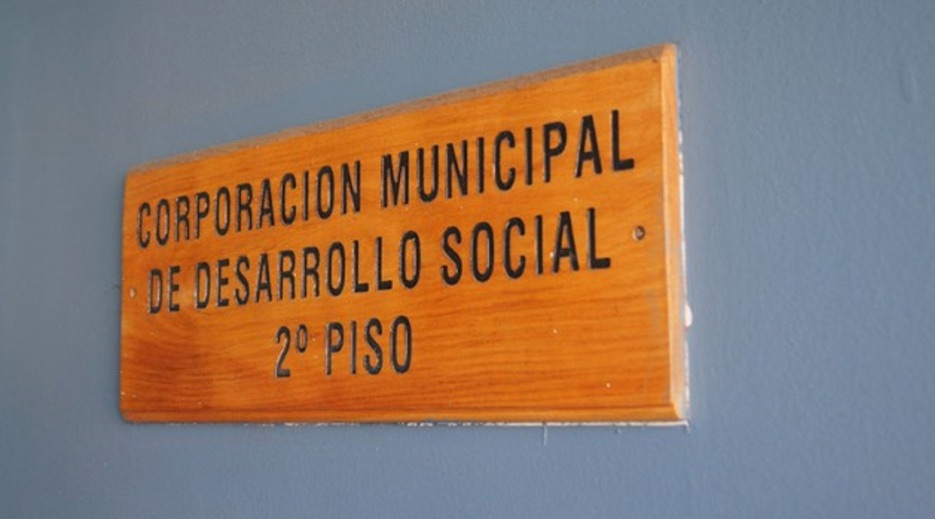 CORPORACION MUNICIPAL
DE DESARROLLO SOCIAL
2º PISO